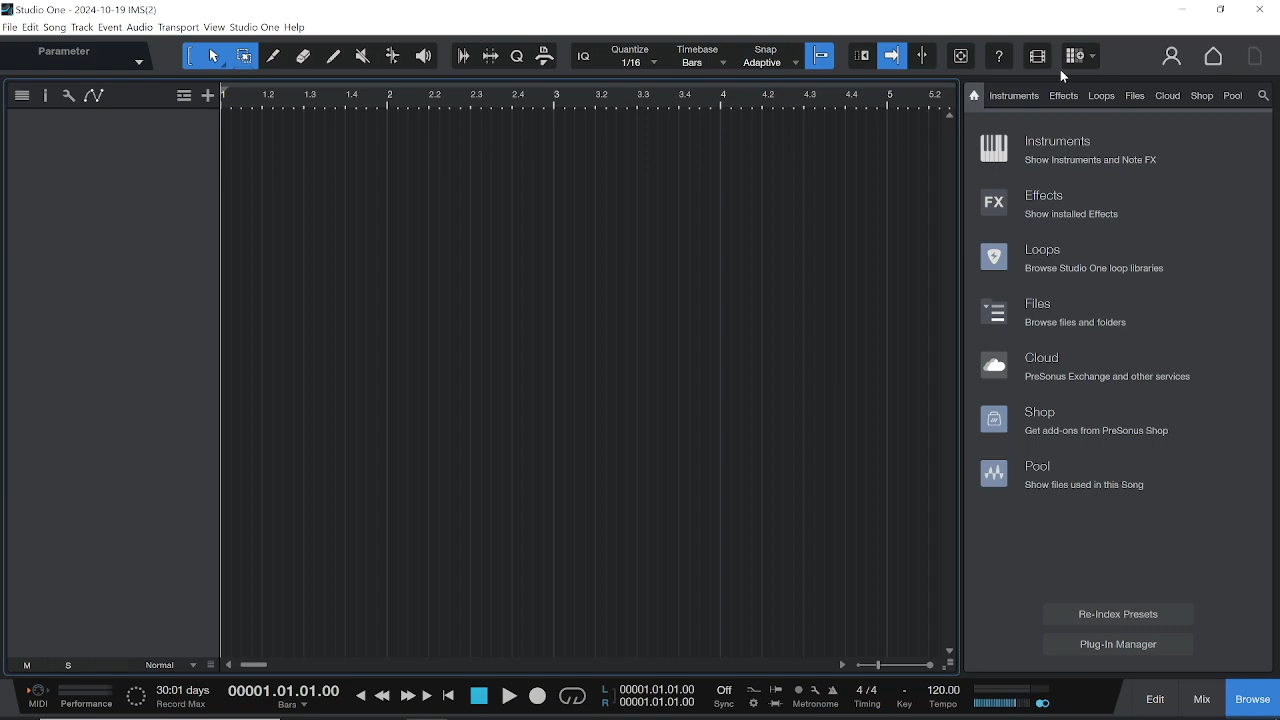 Studio One - 2024-10-19 IMS(2)
File Edit Song Track Event Audio Transport View Studio One Help
Parameter
IQ
Quantize
1/16
Timebase
Bars
Snap
Adaptive
?
1.2 1.3 1.4 2 2.2 2.3 2.4 3 3.2 3.3 3.4 4 4.2 4.3 4.4 5 5.2
Instruments Effects Loops Files Cloud Shop Pool
Instruments
Show Instruments and Note FX
FX
Effects
Show installed Effects
Loops
Browse Studio One loop libraries
Files
Browse files and folders
Cloud
PreSonus Exchange and other services
Shop
Get add-ons from PreSonus Shop
Pool
Show files used in this Song
Re-Index Presets
Plug-In Manager
M S Normal
MIDI
Performance
30:01 days
Record Max
00001.01.01.00
Bars
L 00001.01.01.00
R 00001.01.01.00
Off
Sync
Metronome
4 / 4
Timing
-
Key
120.00
Tempo
Edit
Mix
Browse